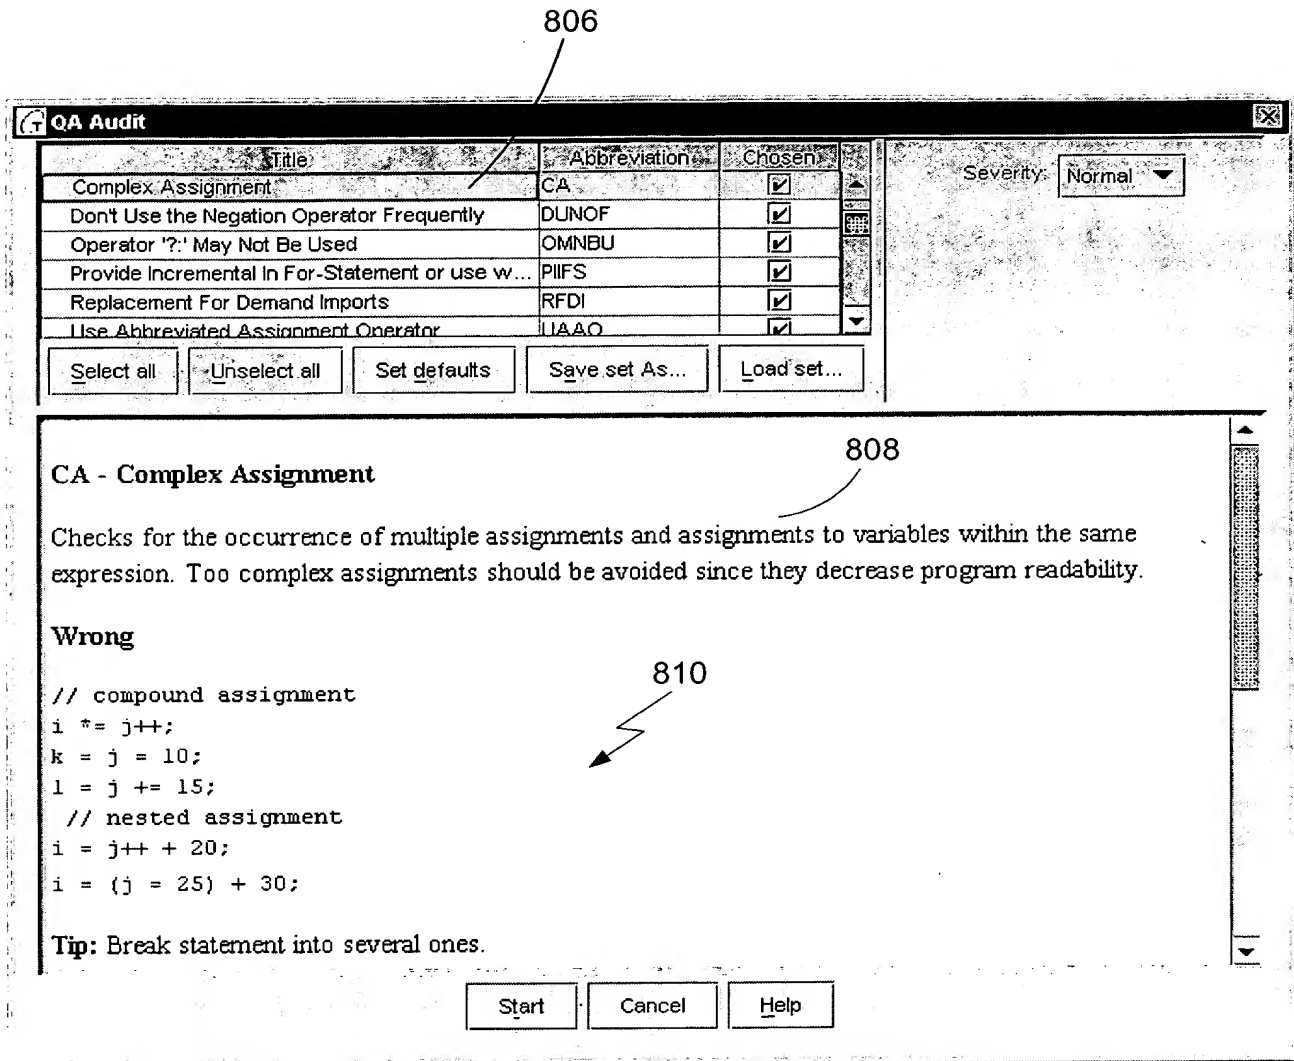 806
QA Audit
Title Abbreviation Chosen
Severity: Normal
Complex Assignment CA
Don't Use the Negation Operator Frequently DUNOF
Operator '?:' May Not Be Used OMNBU
Provide Incremental In For-Statement or use w... PIIFS
Replacement For Demand Imports RFDI
Use Abbreviated Assignment Operator UAAO
Select all Unselect all Set defaults Save set As... Load set...
808
CA - Complex Assignment
Checks for the occurrence of multiple assignments and assignments to variables within the same
expression. Too complex assignments should be avoided since they decrease program readability.
Wrong
810
// compound assignment
i *= j++;
k = j = 10;
l = j += 15;
// nested assignment
i = j++ + 20;
i = (j = 25) + 30;
Tip: Break statement into several ones.
Start Cancel Help